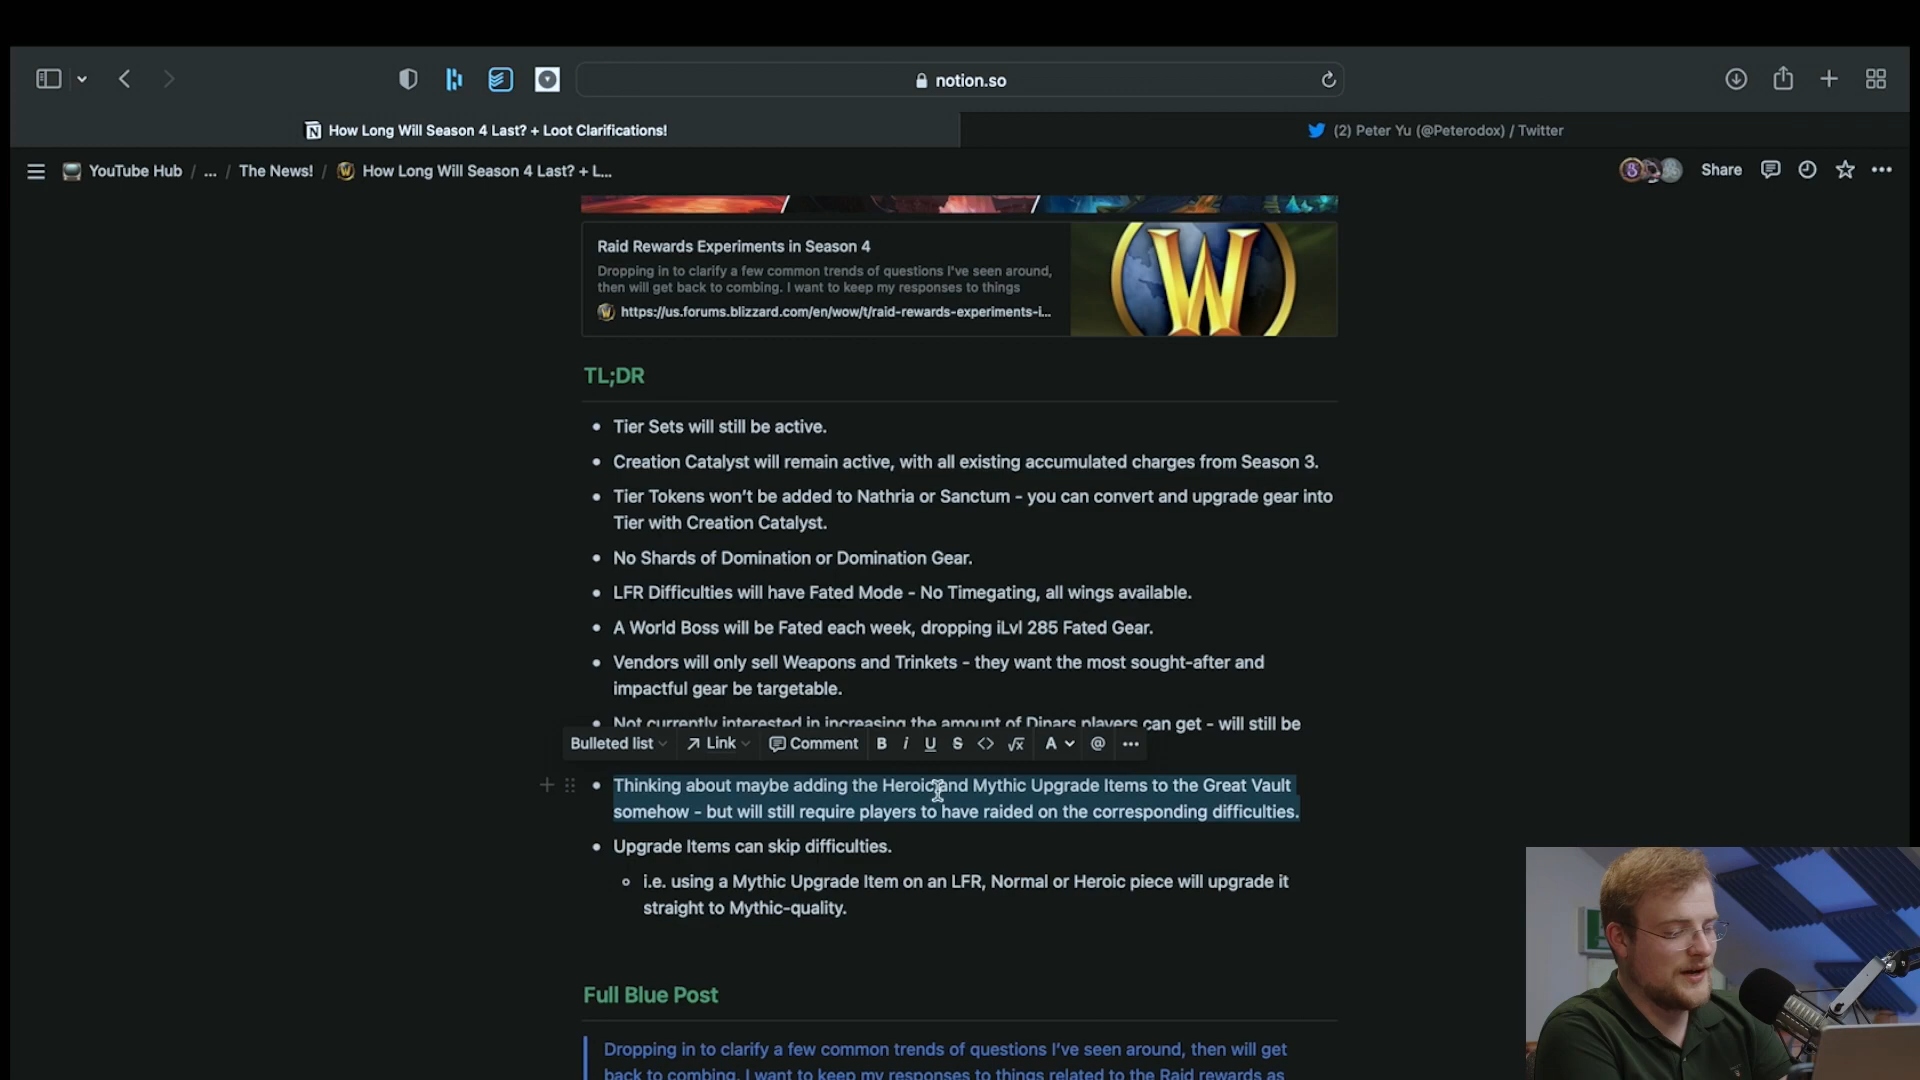 notion.so
How Long Will Season 4 Last? + Loot Clarifications!
(2) Peter Yu (@Peterodox) / Twitter
YouTube Hub / ... / The News! / How Long Will Season 4 Last? + L...
Share
Raid Rewards Experiments in Season 4
Dropping in to clarify a few common trends of questions I've seen around,
then will get back to combing. I want to keep my responses to things
https://us.forums.blizzard.com/en/wow/t/raid-rewards-experiments-i...
W
TL;DR
• Tier Sets will still be active.
• Creation Catalyst will remain active, with all existing accumulated charges from Season 3.
• Tier Tokens won't be added to Nathria or Sanctum - you can convert and upgrade gear into
Tier with Creation Catalyst.
• No Shards of Domination or Domination Gear.
• LFR Difficulties will have Fated Mode - No Timegating, all wings available.
• A World Boss will be Fated each week, dropping iLvl 285 Fated Gear.
• Vendors will only sell Weapons and Trinkets - they want the most sought-after and
impactful gear be targetable.
• Not currently interested in increasing the amount of Dinars players can get - will still be
Bulleted list Link Comment B i U S <> √x A @ •••
• Thinking about maybe adding the Heroic and Mythic Upgrade Items to the Great Vault
somehow - but will still require players to have raided on the corresponding difficulties.
• Upgrade Items can skip difficulties.
◦ i.e. using a Mythic Upgrade Item on an LFR, Normal or Heroic piece will upgrade it
straight to Mythic-quality.
Full Blue Post
Dropping in to clarify a few common trends of questions I've seen around, then will get
back to combing. I want to keep my responses to things related to the Raid rewards as